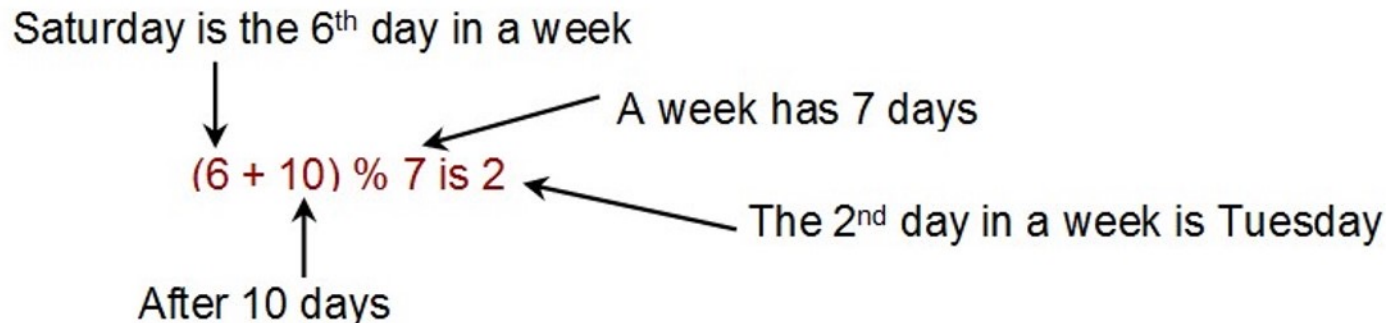 Saturday is the 6th day in a week
A week has 7 days
(6 + 10) % 7 is 2
The 2nd day in a week is Tuesday
After 10 days